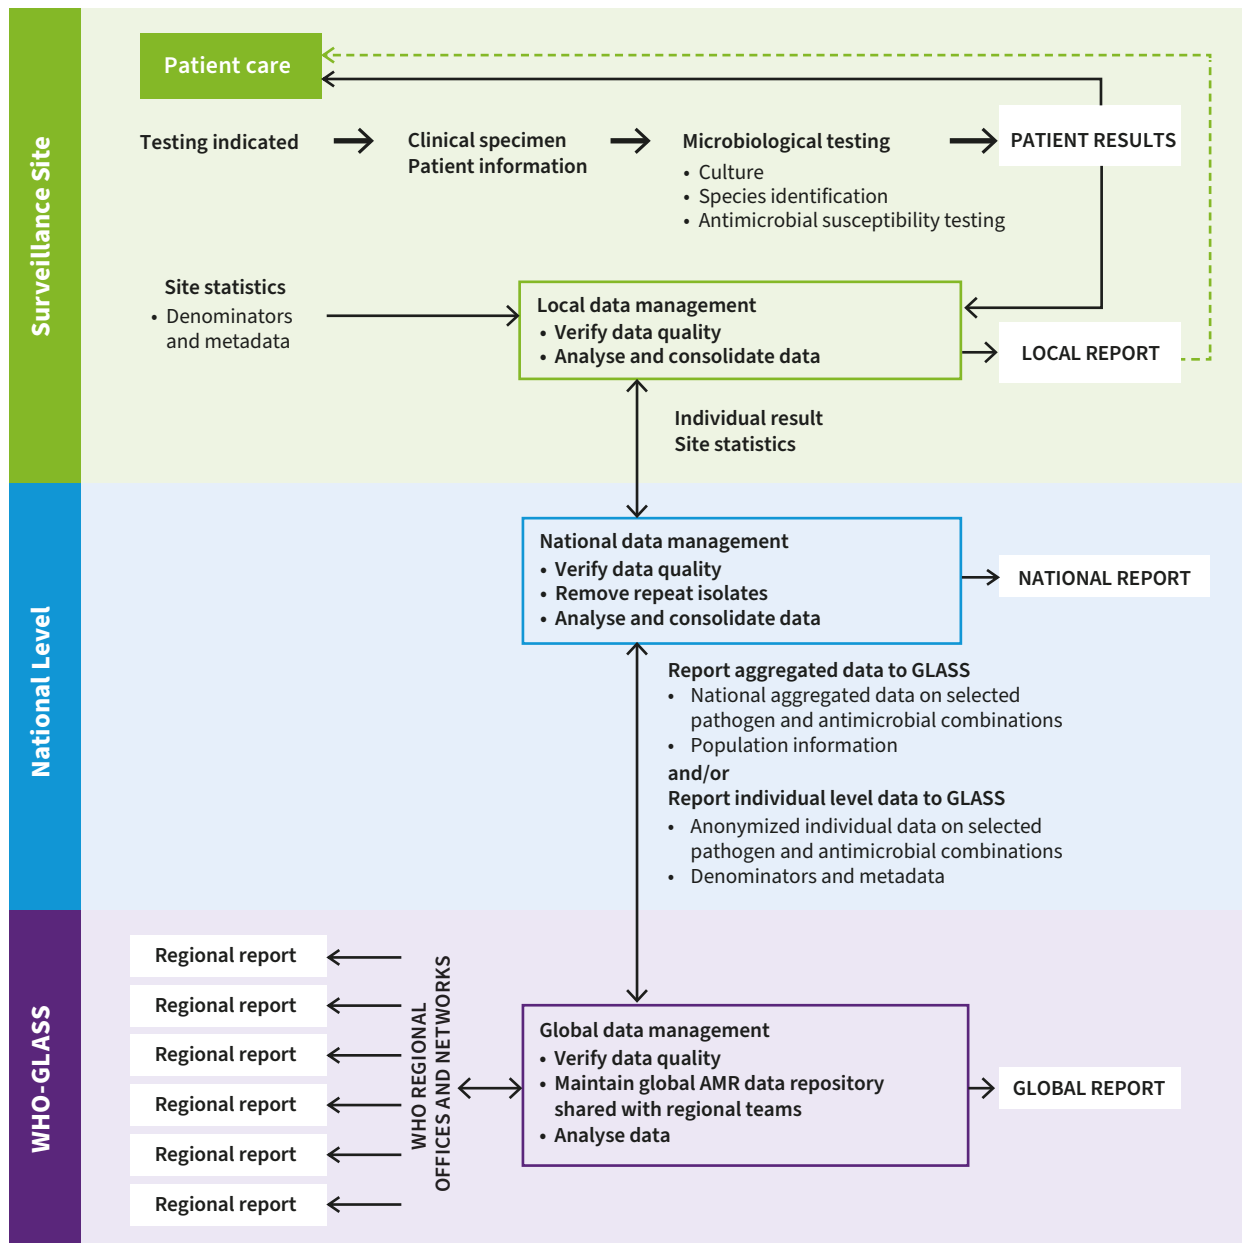 Surveillance Site
Patient care
Testing indicated
Clinical specimen
Patient information
Microbiological testing
• Culture
• Species identification
• Antimicrobial susceptibility testing
PATIENT RESULTS
Site statistics
• Denominators
and metadata
Local data management
• Verify data quality
• Analyse and consolidate data
LOCAL REPORT
Individual result
Site statistics
National Level
National data management
• Verify data quality
• Remove repeat isolates
• Analyse and consolidate data
NATIONAL REPORT
Report aggregated data to GLASS
• National aggregated data on selected
pathogen and antimicrobial combinations
• Population information
and/or
Report individual level data to GLASS
• Anonymized individual data on selected
pathogen and antimicrobial combinations
• Denominators and metadata
WHO-GLASS
Regional report
Regional report
Regional report
Regional report
Regional report
Regional report
WHO REGIONAL
OFFICES AND NETWORKS
Global data management
• Verify data quality
• Maintain global AMR data repository
shared with regional teams
• Analyse data
GLOBAL REPORT